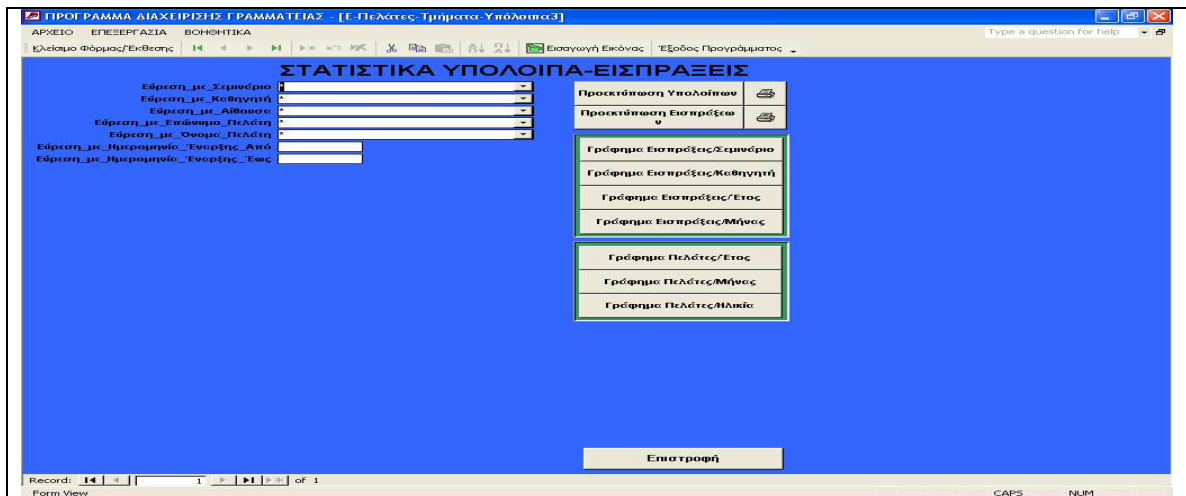 ΠΡΟΓΡΑΜΜΑ ΔΙΑΧΕΙΡΙΣΗΣ ΓΡΑΜΜΑΤΕΙΑΣ - [Ε-Πελάτες-Τμήματα-Υπόλοιπα3]
ΑΡΧΕΙΟ ΕΠΕΞΕΡΓΑΣΙΑ ΒΟΗΘΗΤΙΚΑ Type a question for help
Κλείσιμο Φόρμας/Έκθεσης Εισαγωγή Εικόνας Έξοδος Προγράμματος
ΣΤΑΤΙΣΤΙΚΑ ΥΠΟΛΟΙΠΑ-ΕΙΣΠΡΑΞΕΙΣ
Εύρεση_με_Σεμινάριο *
Εύρεση_με_Καθηγητή *
Εύρεση_με_Αίθουσα *
Εύρεση_με_Επώνυμο_Πελάτη *
Εύρεση_με_Όνομα_Πελάτη *
Εύρεση_με_Ημερομηνία_Έναρξης_Από
Εύρεση_με_Ημερομηνία_Έναρξης_Έως
Προεκτύπωση Υπολοίπων
Προεκτύπωση Εισπράξεω
ν
Γράφημα Εισπράξεις/Σεμινάριο
Γράφημα Εισπράξεις/Καθηγητή
Γράφημα Εισπράξεις/Έτος
Γράφημα Εισπράξεις/Μήνας
Γράφημα Πελάτες/Έτος
Γράφημα Πελάτες/Μήνας
Γράφημα Πελάτες/Ηλικία
Επιστροφή
Record: 1 of 1
Form View CAPS NUM